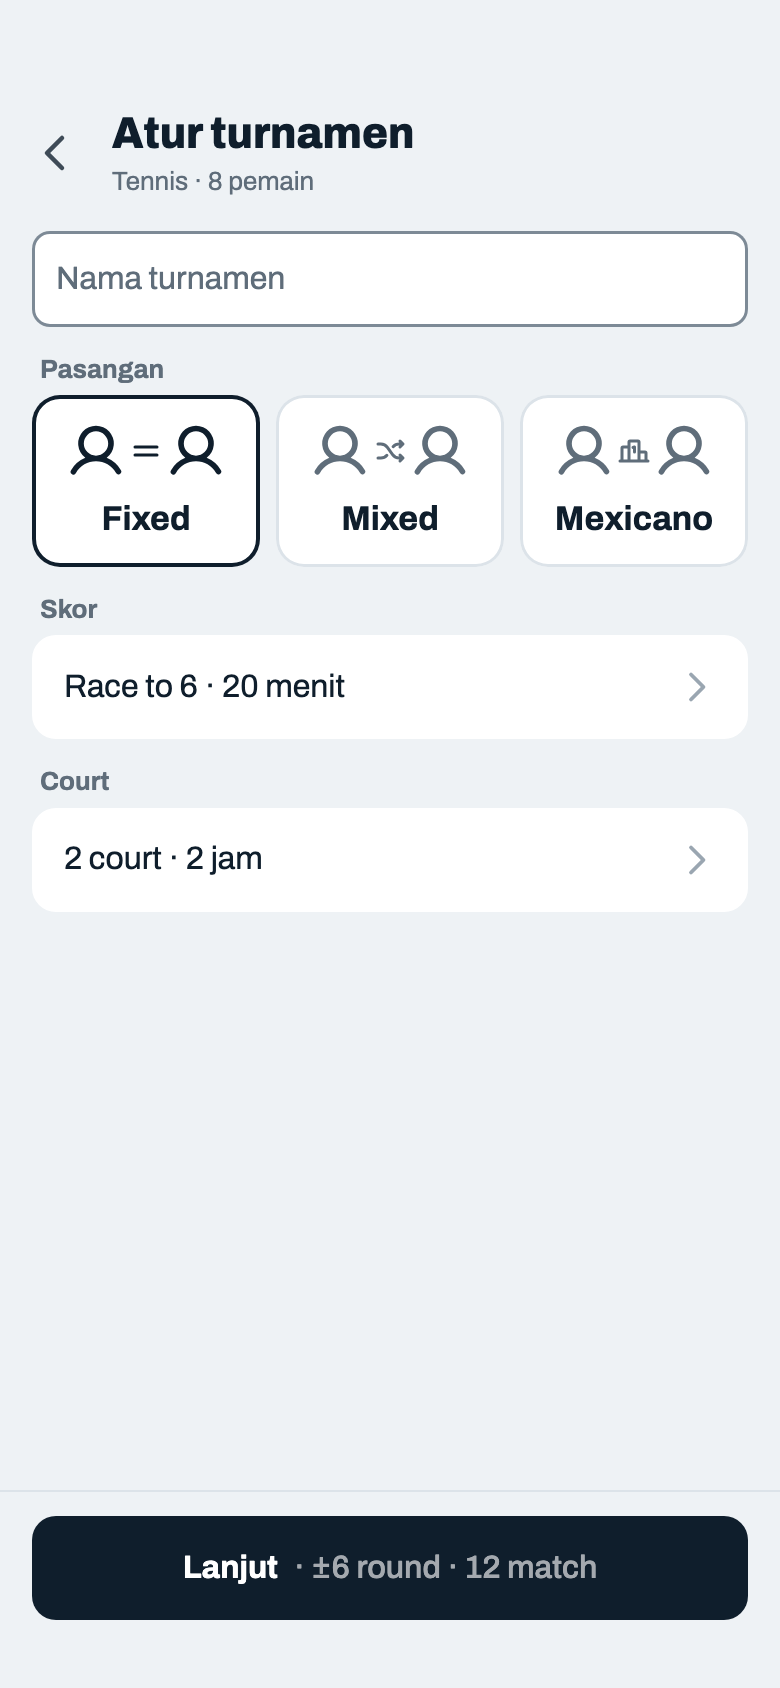 Atur turnamen
Tennis · 8 pemain
Nama turnamen
Pasangan
Fixed
Mixed
Mexicano
Skor
Race to 6 · 20 menit
Court
2 court · 2 jam
Lanjut · ±6 round · 12 match